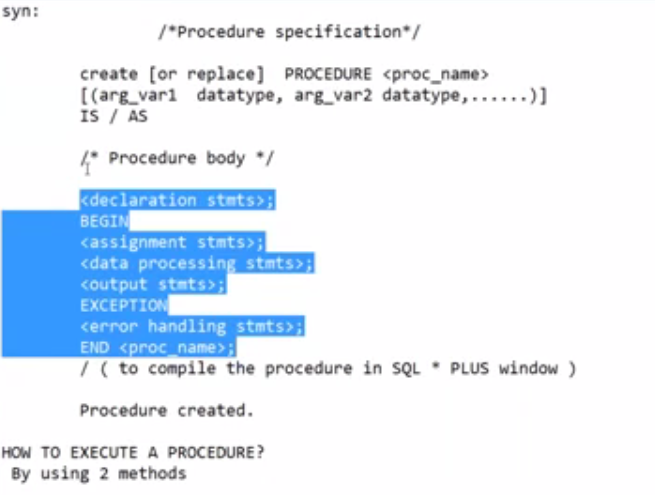 syn:
/*Procedure specification*/
create [or replace] PROCEDURE <proc_name>
[(arg_var1 datatype, arg_var2 datatype,......)]
IS / AS
/* Procedure body */
<declaration stmts>;
BEGIN
<assignment stmts>;
<data processing stmts>;
<output stmts>;
EXCEPTION
<error handling stmts>;
END <proc_name>;
/ ( to compile the procedure in SQL * PLUS window )
Procedure created.
HOW TO EXECUTE A PROCEDURE?
By using 2 methods